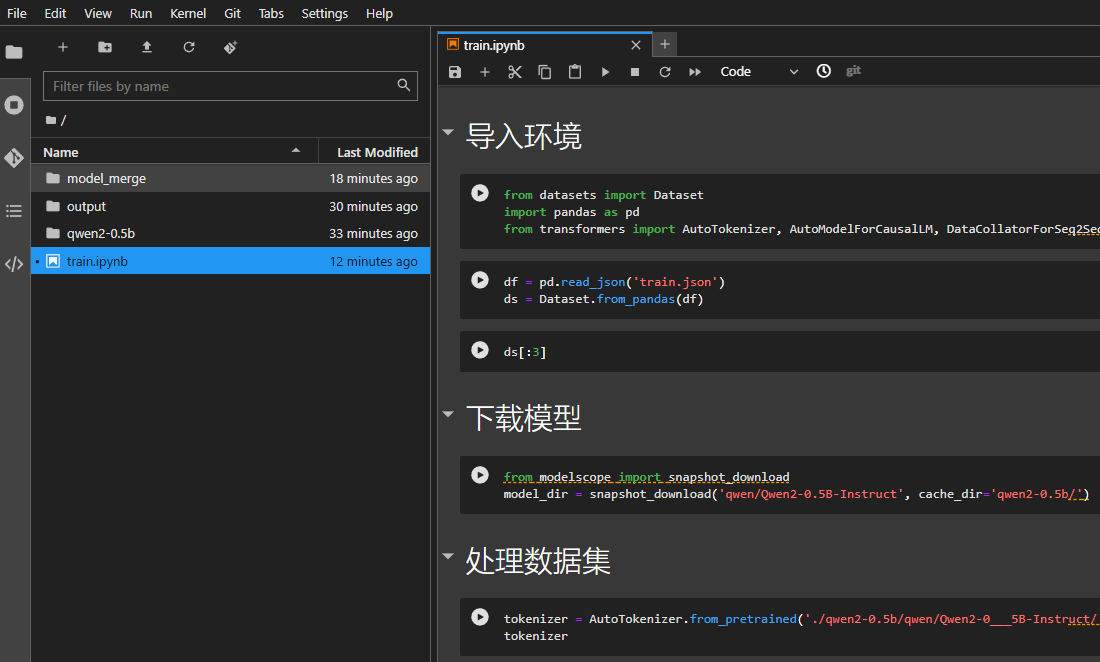 File Edit View Run Kernel Git Tabs Settings Help
Filter files by name
/
Name Last Modified
model_merge 18 minutes ago
output 30 minutes ago
qwen2-0.5b 33 minutes ago
train.ipynb 12 minutes ago
train.ipynb
Code git
导入环境
from datasets import Dataset
import pandas as pd
from transformers import AutoTokenizer, AutoModelForCausalLM, DataCollatorForSeq2Seq
df = pd.read_json('train.json')
ds = Dataset.from_pandas(df)
ds[:3]
下载模型
from modelscope import snapshot_download
model_dir = snapshot_download('qwen/Qwen2-0.5B-Instruct', cache_dir='qwen2-0.5b/')
处理数据集
tokenizer = AutoTokenizer.from_pretrained('./qwen2-0.5b/qwen/Qwen2-0___5B-Instruct/
tokenizer